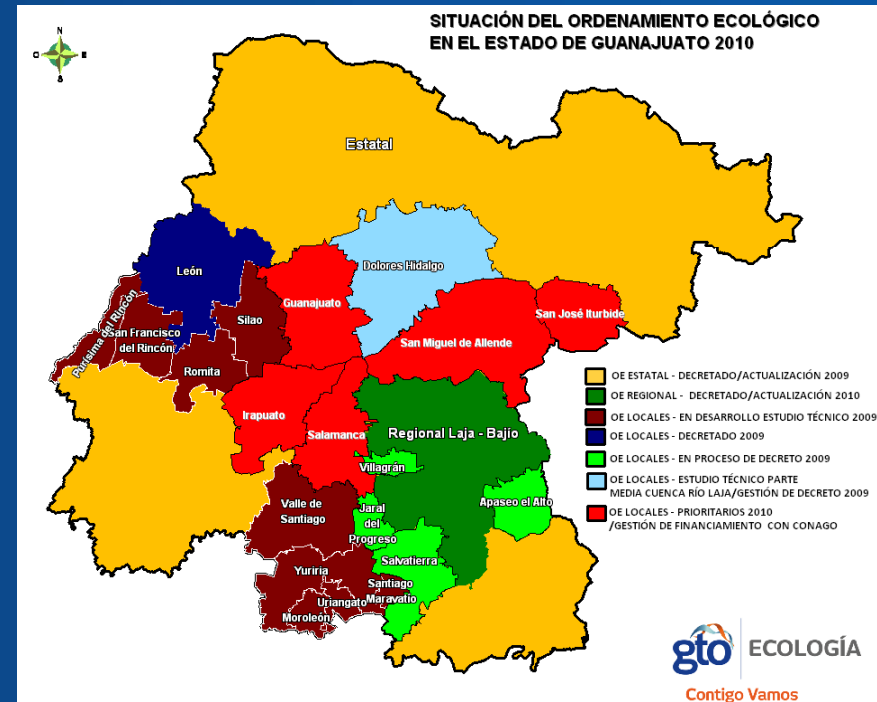 SITUACIÓN DEL ORDENAMIENTO ECOLÓGICO
EN EL ESTADO DE GUANAJUATO 2010
N
O
E
S
Estatal
Dolores Hidalgo
León
Guanajuato
San José Iturbide
Purísima del Rincón
San Francisco
del Rincón
Silao
San Miguel de Allende
Romita
Irapuato
Salamanca
Regional Laja - Bajío
Villagrán
Valle de
Santiago
Jaral
del
Progreso
Apaseo el Alto
Salvatierra
Yuriria
Santiago
Maravatio
Uriangato
Moroleón
OE ESTATAL - DECRETADO/ACTUALIZACIÓN 2009
OE REGIONAL - DECRETADO/ACTUALIZACIÓN 2010
OE LOCALES - EN DESARROLLO ESTUDIO TÉCNICO 2009
OE LOCALES - DECRETADO 2009
OE LOCALES - EN PROCESO DE DECRETO 2009
OE LOCALES - ESTUDIO TÉCNICO PARTE
MEDIA CUENCA RÍO LAJA/GESTIÓN DE DECRETO 2009
OE LOCALES - PRIORITARIOS 2010
/GESTIÓN DE FINANCIAMIENTO CON CONAGO
gto ECOLOGÍA
Contigo Vamos